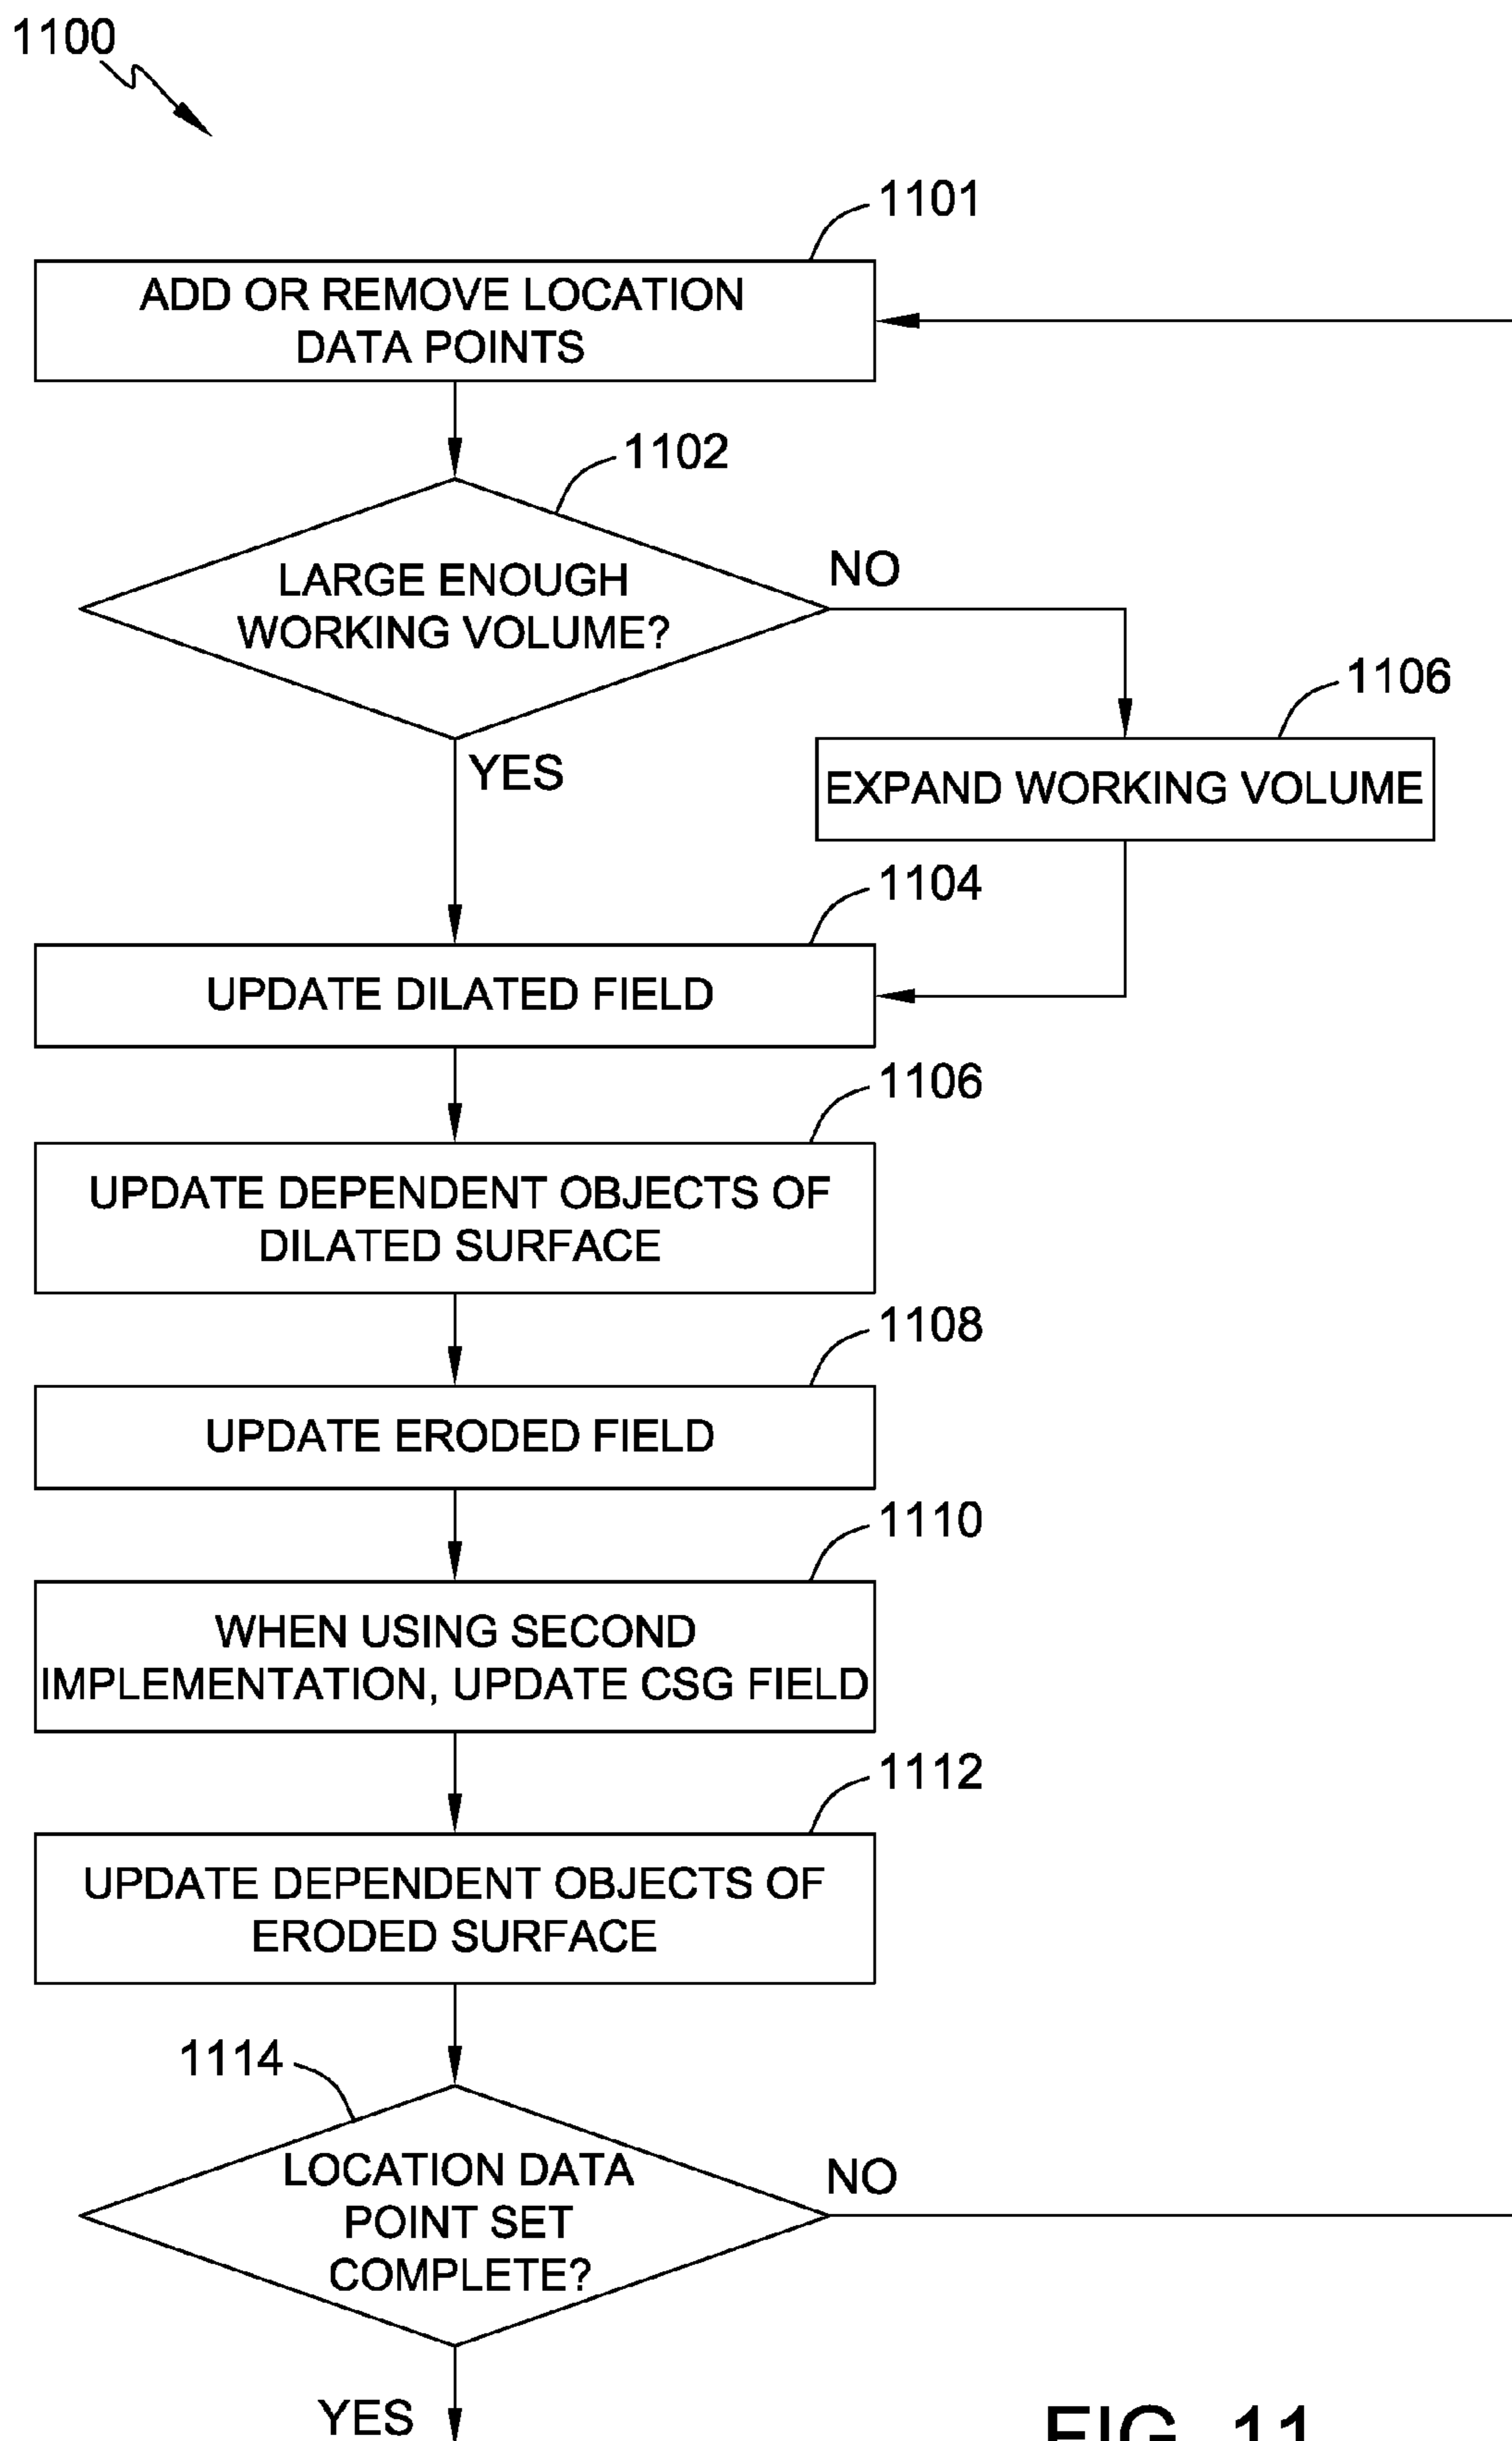 1100
1101
ADD OR REMOVE LOCATION
DATA POINTS
1102
LARGE ENOUGH
WORKING VOLUME?
NO
YES
1106
EXPAND WORKING VOLUME
1104
UPDATE DILATED FIELD
1106
UPDATE DEPENDENT OBJECTS OF
DILATED SURFACE
1108
UPDATE ERODED FIELD
1110
WHEN USING SECOND
IMPLEMENTATION, UPDATE CSG FIELD
1112
UPDATE DEPENDENT OBJECTS OF
ERODED SURFACE
1114
LOCATION DATA
POINT SET
COMPLETE?
NO
YES
FIG. 11